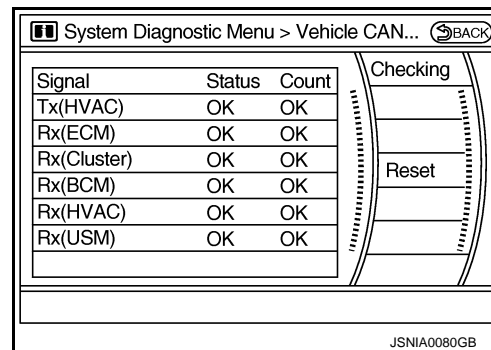 System Diagnostic Menu > Vehicle CAN... BACK
Checking
Signal Status Count
Tx(HVAC) OK OK
Rx(ECM) OK OK
Rx(Cluster) OK OK
Reset
Rx(BCM) OK OK
Rx(HVAC) OK OK
Rx(USM) OK OK
JSNIA0080GB